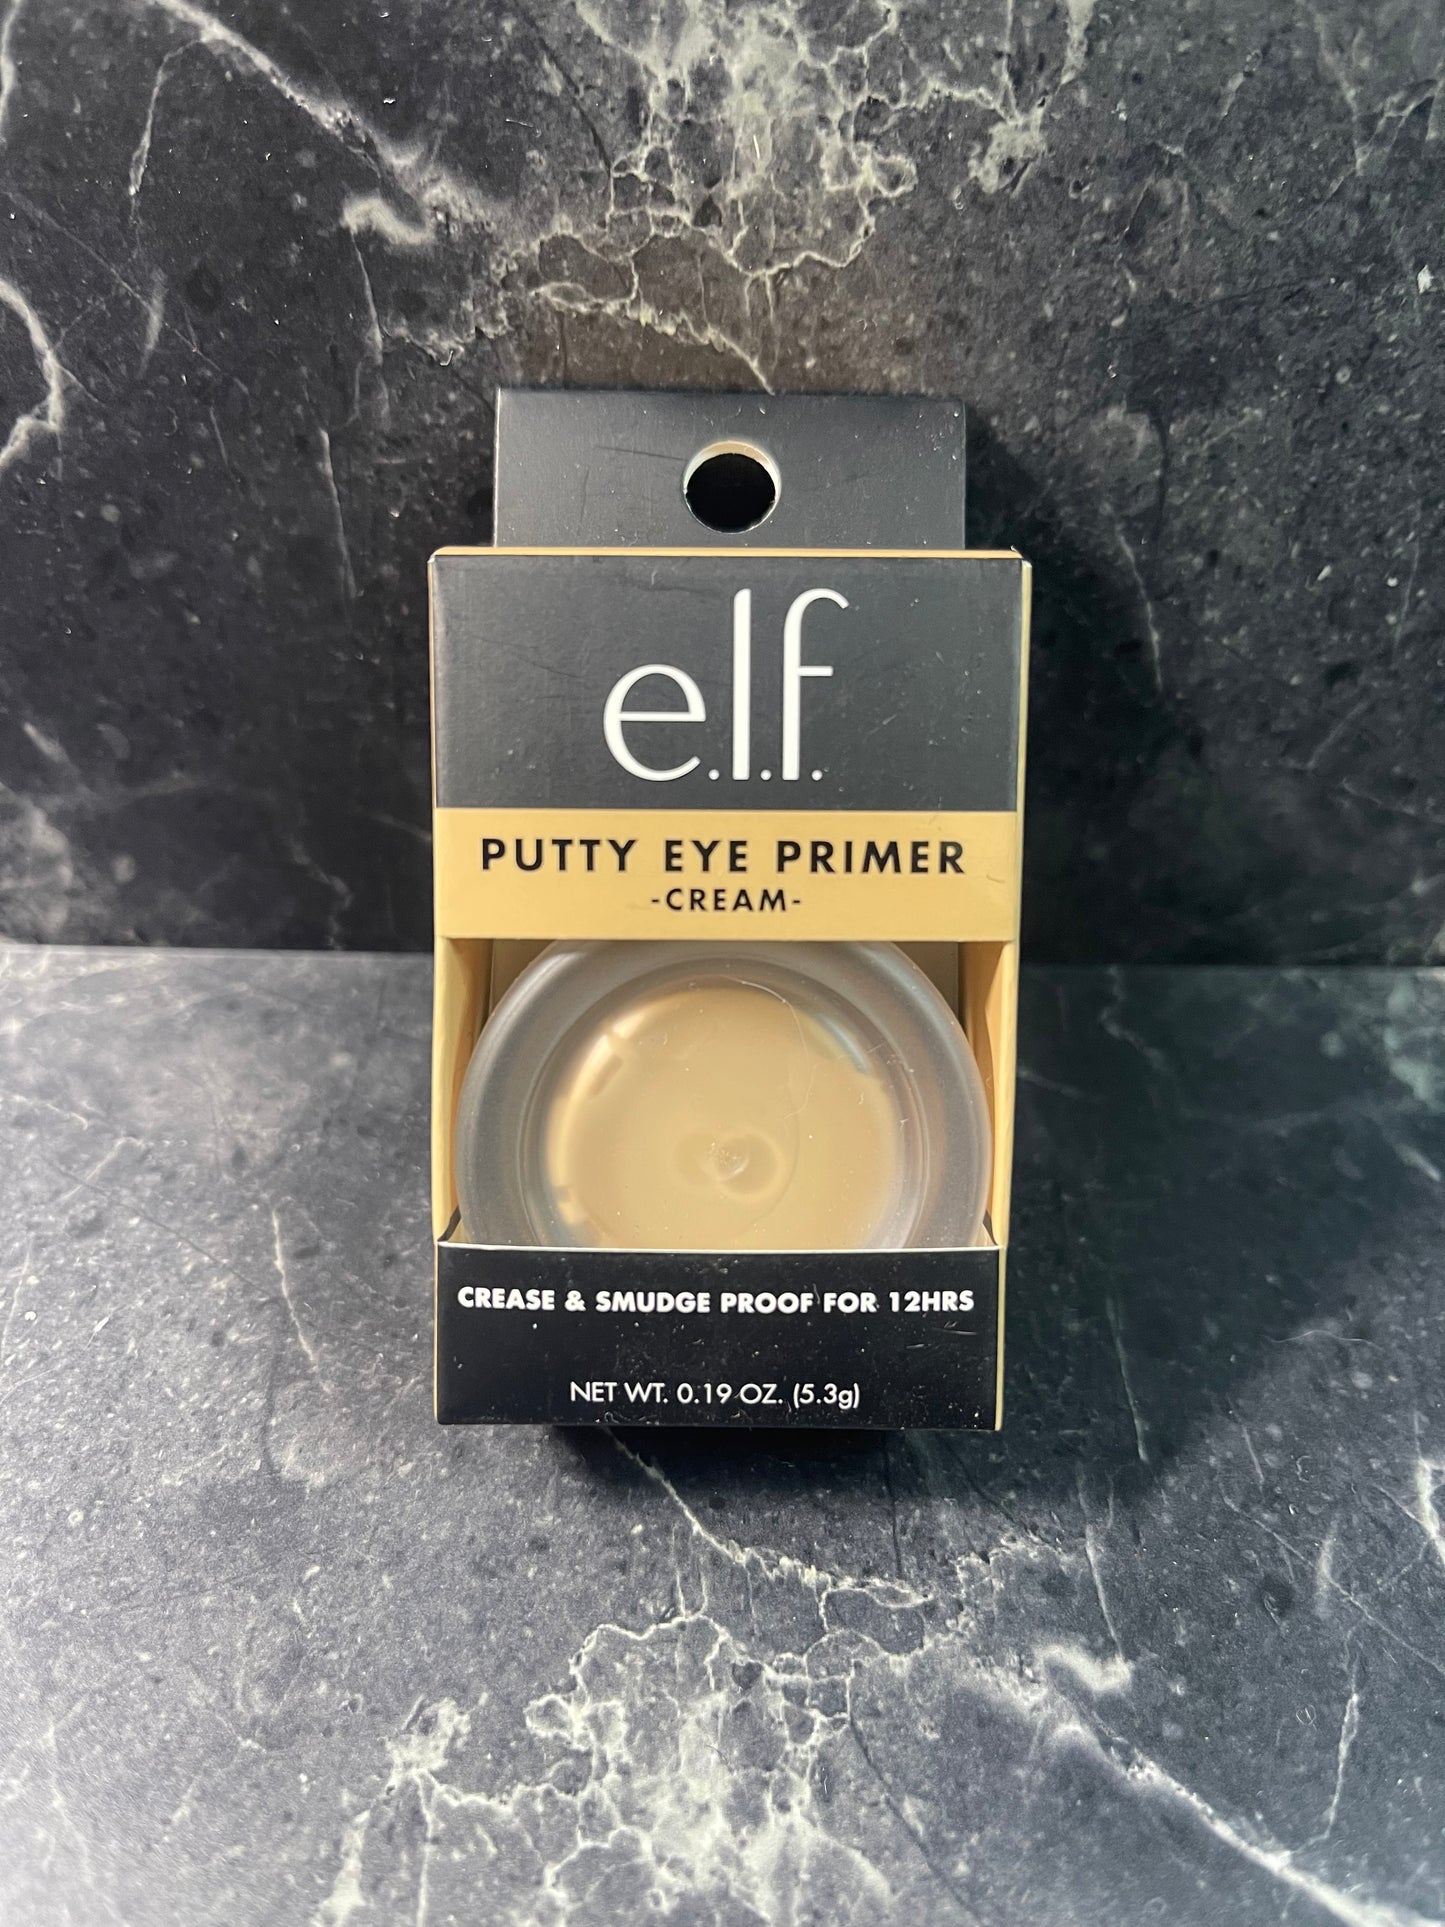 e.l.f.
PUTTY EYE PRIMER
-CREAM-
CREASE & SMUDGE PROOF FOR 12HRS
NET WT. 0.19 OZ. (5.3g)